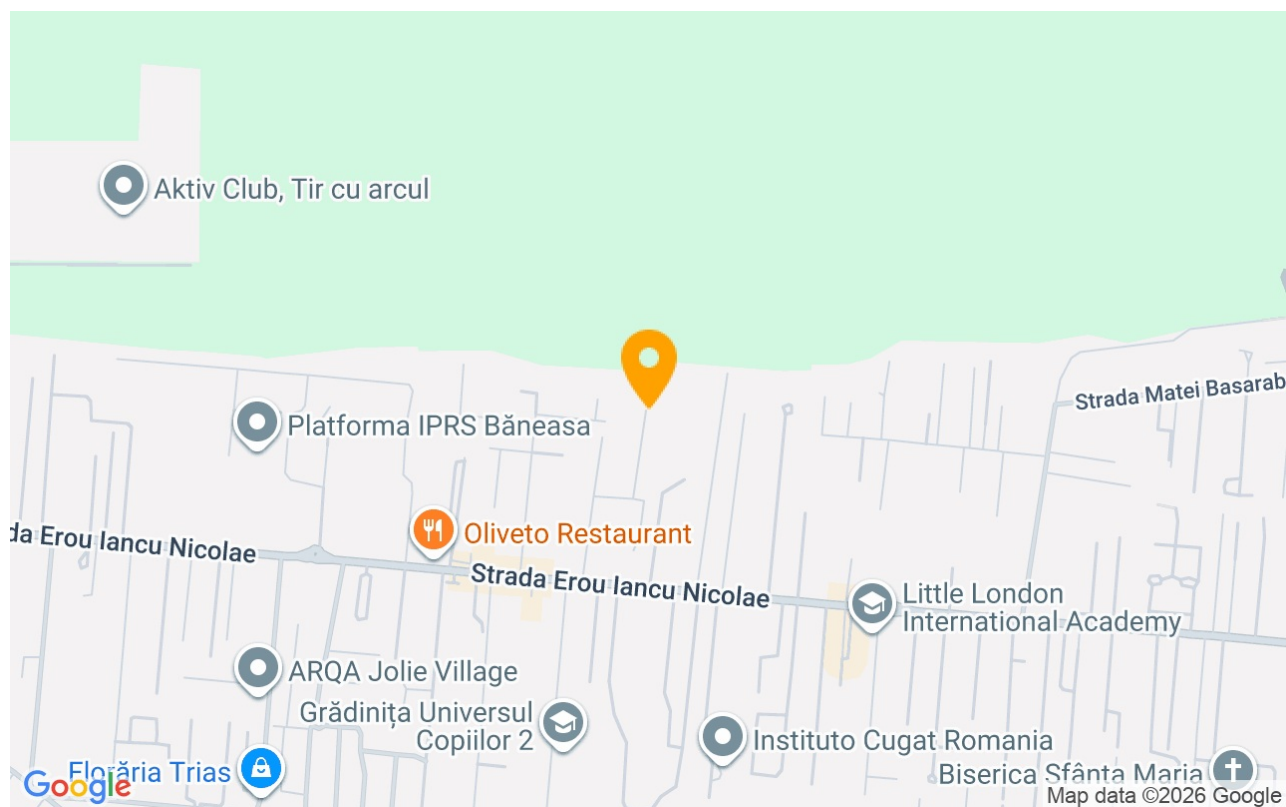 Aktiv Club, Tir cu arcul
Strada Matei Basarab
Platforma IPRS Băneasa
Oliveto Restaurant
da Erou Iancu Nicolae
Strada Erou Iancu Nicolae
Little London
International Academy
ARQA Jolie Village
Grădinița Universul
Copiilor 2
Instituto Cugat Romania
Florăria Trias
Biserica Sfânta Maria
Google
Map data ©2026 Google